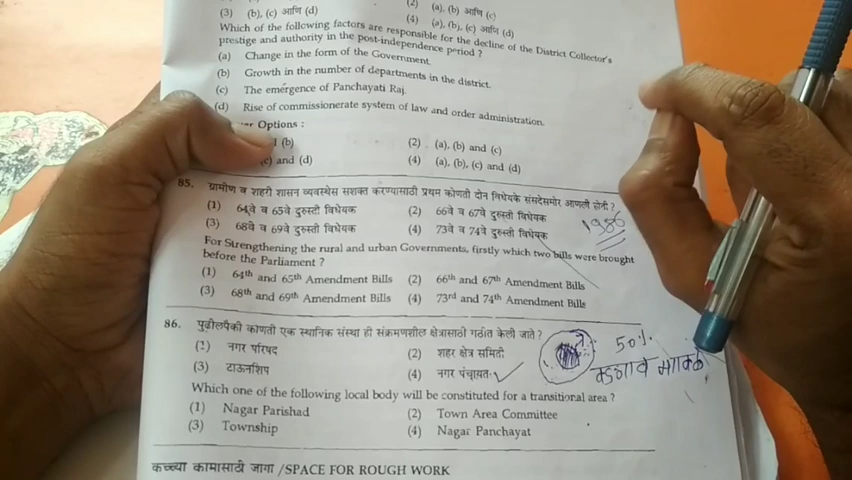 (3) (b), (c) आणि (d) (2) (a), (b) आणि (c)
(4) (a), (b), (c) आणि (d)
Which of the following factors are responsible for the decline of the District Collector's
prestige and authority in the post-independence period ?
(a) Change in the form of the Government.
(b) Growth in the number of departments in the district.
(c) The emergence of Panchayati Raj.
(d) Rise of commissionerate system of law and order administration.
Options :
(b) (2) (a), (b) and (c)
(c) and (d) (4) (a), (b), (c) and (d)
85. ग्रामीण व शहरी शासन व्यवस्थेस सशक्त करण्यासाठी प्रथम कोणती दोन विधेयके संसदेसमोर आणली होती ?
(1) 64वे व 65वे दुरुस्ती विधेयक (2) 66वे व 67वे दुरुस्ती विधेयक
(3) 68वे व 69वे दुरुस्ती विधेयक (4) 73वे व 74वे दुरुस्ती विधेयक
For Strengthening the rural and urban Governments, firstly which two bills were brought
before the Parliament ?
(1) 64th and 65th Amendment Bills (2) 66th and 67th Amendment Bills
(3) 68th and 69th Amendment Bills (4) 73rd and 74th Amendment Bills
86. पुढीलपैकी कोणती एक स्थानिक संस्था ही संक्रमणशील क्षेत्रासाठी गठीत केली जाते ?
50%
(1) नगर परिषद (2) शहर क्षेत्र समिती
(3) टाऊनशिप (4) नगर पंचायत
Which one of the following local body will be constituted for a transitional area ?
(1) Nagar Parishad (2) Town Area Committee
(3) Township (4) Nagar Panchayat
कच्च्या कामासाठी जागा /SPACE FOR ROUGH WORK